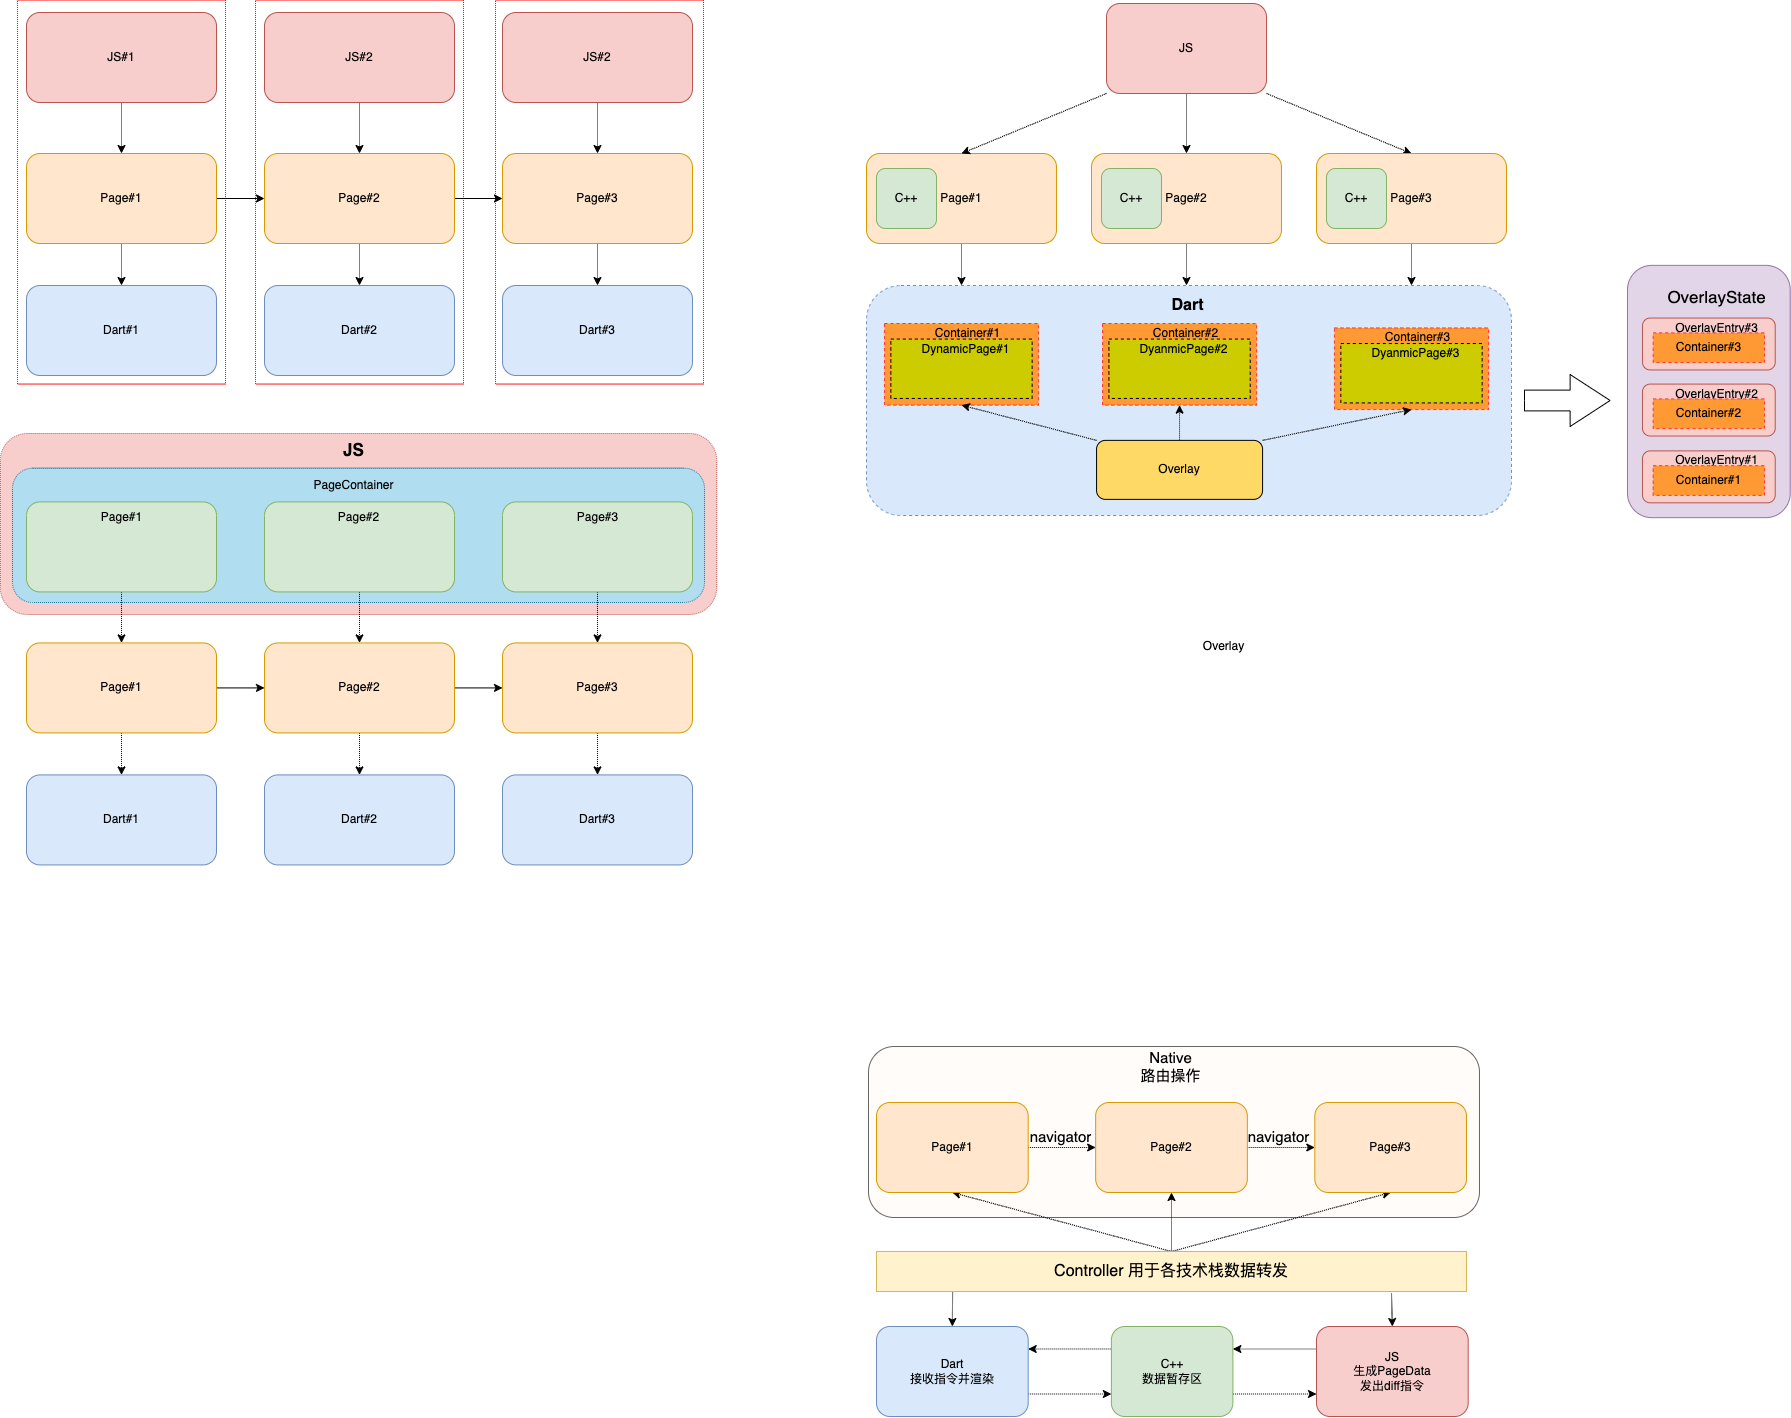 JS#1
JS#2
JS#2
Page#1
Page#2
Page#3
Dart#1
Dart#2
Dart#3
JS
PageContainer
Page#1
Page#2
Page#3
Page#1
Page#2
Page#3
Dart#1
Dart#2
Dart#3
JS
C++
Page#1
C++
Page#2
C++
Page#3
Dart
Container#1
DynamicPage#1
Container#2
DyanmicPage#2
Container#3
DyanmicPage#3
Overlay
OverlayState
OverlayEntry#3
Container#3
OverlayEntry#2
Container#2
OverlayEntry#1
Container#1
Overlay
Native
路由操作
Page#1
navigator
Page#2
navigator
Page#3
Controller 用于各技术栈数据转发
Dart
接收指令并渲染
C++
数据暂存区
JS
生成PageData
发出diff指令